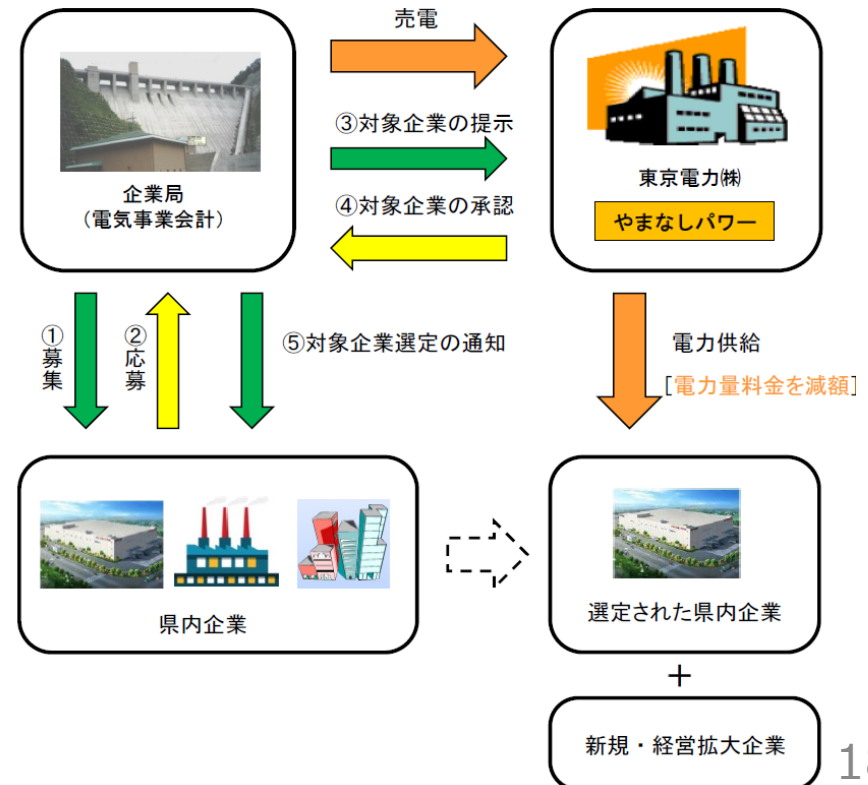 売電
③対象企業の提示
④対象企業の承認
企業局
(電気事業会計)
東京電力㈱
やまなしパワー
①募集
②応募
⑤対象企業選定の通知
電力供給
[電力量料金を減額]
県内企業
選定された県内企業
+
新規・経営拡大企業